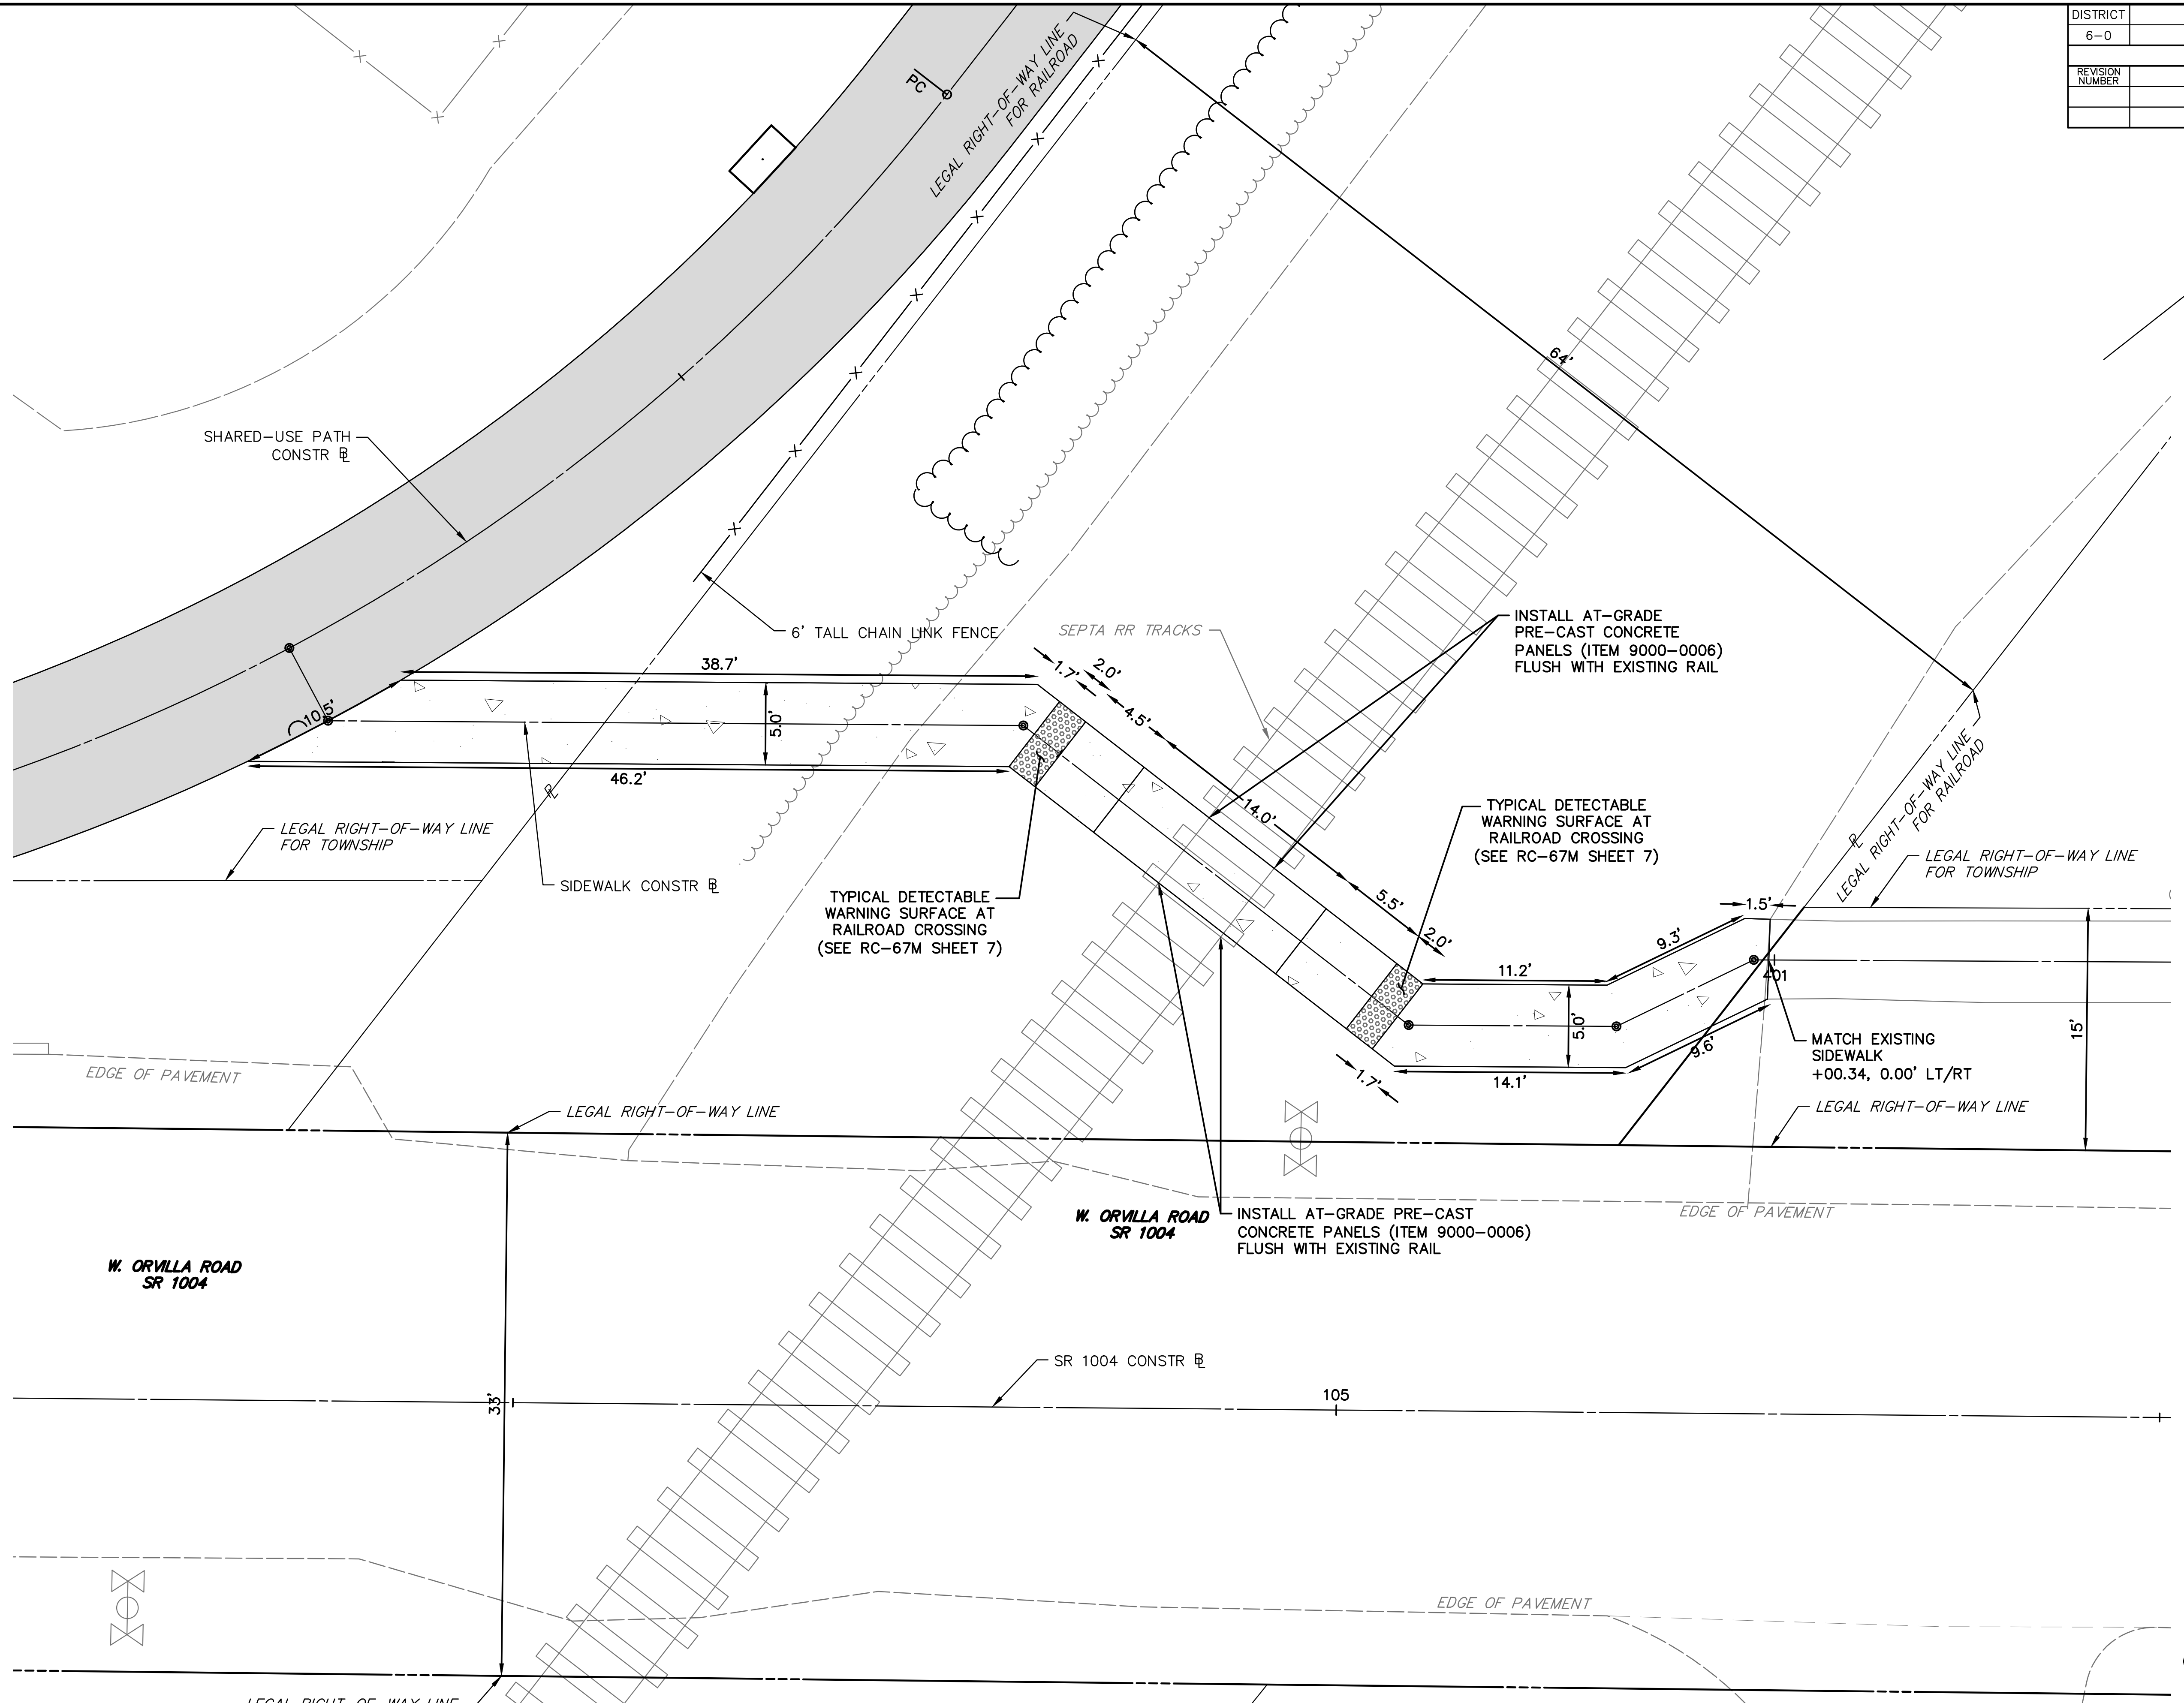 DISTRICT
6-0
REVISION
NUMBER
PC
LEGAL RIGHT-OF-WAY LINE
FOR RAILROAD
64'
SHARED-USE PATH
CONSTR ℄
6' TALL CHAIN LINK FENCE
SEPTA RR TRACKS
INSTALL AT-GRADE
PRE-CAST CONCRETE
PANELS (ITEM 9000-0006)
FLUSH WITH EXISTING RAIL
38.7'
1.7'
2.0'
4.5'
10.5'
5.0'
46.2'
14.0'
LEGAL RIGHT-OF-WAY LINE
FOR RAILROAD
TYPICAL DETECTABLE
WARNING SURFACE AT
RAILROAD CROSSING
(SEE RC-67M SHEET 7)
LEGAL RIGHT-OF-WAY LINE
FOR TOWNSHIP
SIDEWALK CONSTR ℄
TYPICAL DETECTABLE
WARNING SURFACE AT
RAILROAD CROSSING
(SEE RC-67M SHEET 7)
5.5'
2.0'
LEGAL RIGHT-OF-WAY LINE
FOR TOWNSHIP
1.5'
9.3'
11.2'
401
5.0'
15'
MATCH EXISTING
SIDEWALK
+00.34, 0.00' LT/RT
9.6'
14.1'
1.7'
EDGE OF PAVEMENT
LEGAL RIGHT-OF-WAY LINE
LEGAL RIGHT-OF-WAY LINE
W. ORVILLA ROAD
SR 1004
INSTALL AT-GRADE PRE-CAST
CONCRETE PANELS (ITEM 9000-0006)
FLUSH WITH EXISTING RAIL
EDGE OF PAVEMENT
W. ORVILLA ROAD
SR 1004
SR 1004 CONSTR ℄
33'
105
EDGE OF PAVEMENT
LEGAL RIGHT-OF-WAY LINE